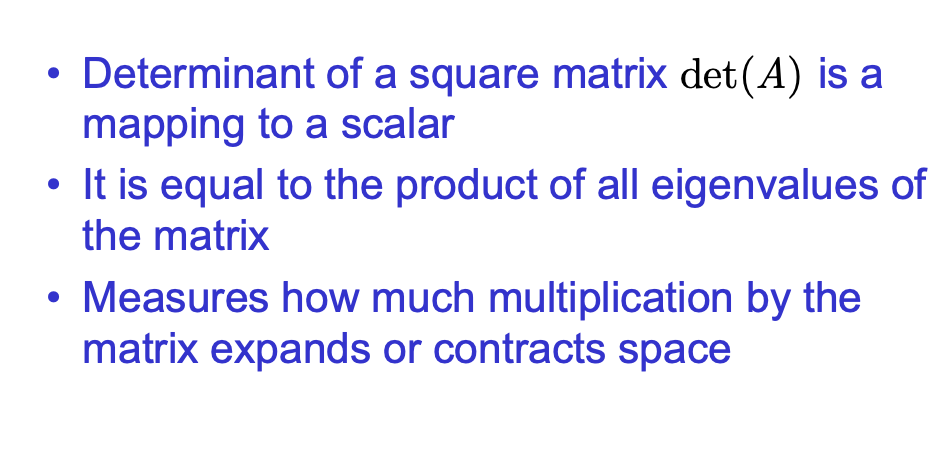 • Determinant of a square matrix det(A) is a
mapping to a scalar
• It is equal to the product of all eigenvalues of
the matrix
• Measures how much multiplication by the
matrix expands or contracts space